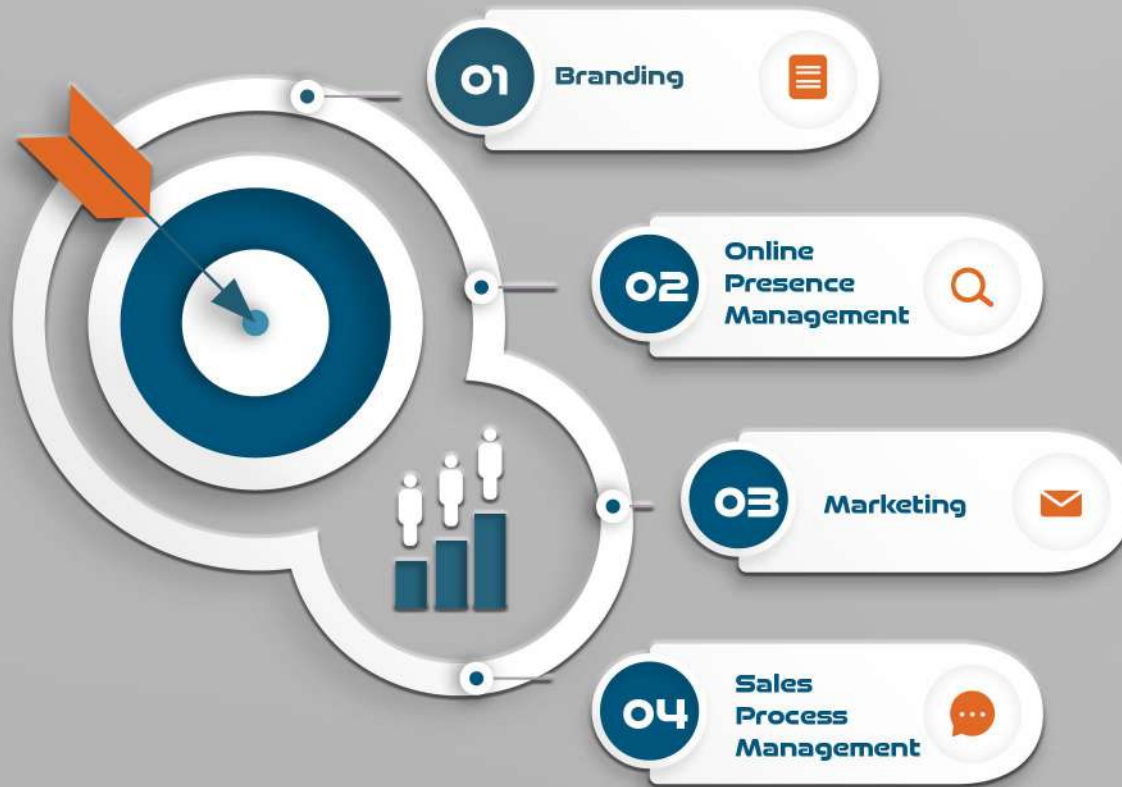 01
Branding
02
Online
Presence
Management
03
Marketing
04
Sales
Process
Management